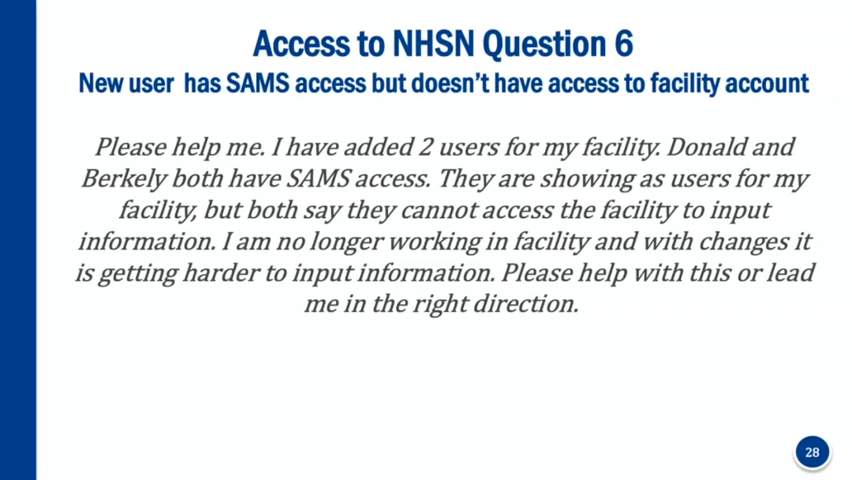 Access to NHSN Question 6
New user has SAMS access but doesn't have access to facility account
Please help me. I have added 2 users for my facility. Donald and
Berkely both have SAMS access. They are showing as users for my
facility, but both say they cannot access the facility to input
information. I am no longer working in facility and with changes it
is getting harder to input information. Please help with this or lead
me in the right direction.
28